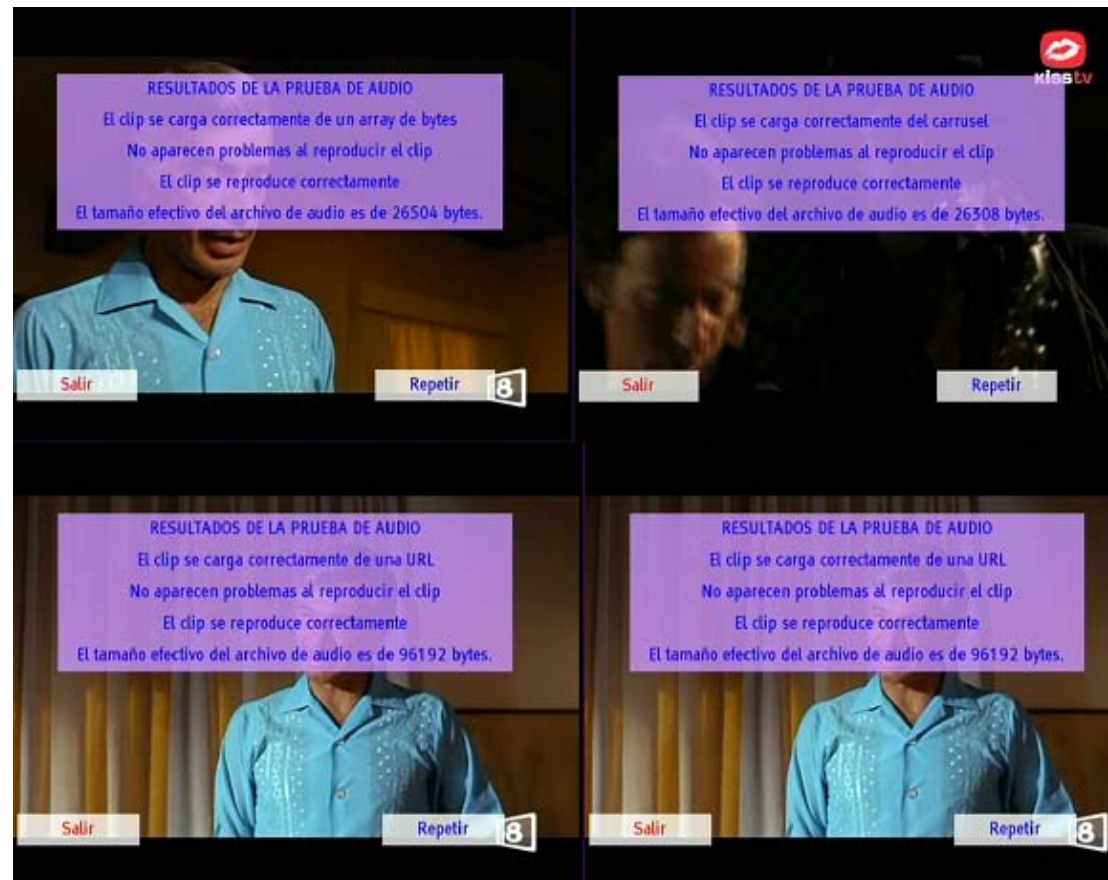 RESULTADOS DE LA PRUEBA DE AUDIO
El clip se carga correctamente de un array de bytes
No aparecen problemas al reproducir el clip
El clip se reproduce correctamente
El tamaño efectivo del archivo de audio es de 26504 bytes.
Salir
Repetir
8
kisstv
RESULTADOS DE LA PRUEBA DE AUDIO
El clip se carga correctamente del carrusel
No aparecen problemas al reproducir el clip
El clip se reproduce correctamente
El tamaño efectivo del archivo de audio es de 26308 bytes.
Salir
Repetir
RESULTADOS DE LA PRUEBA DE AUDIO
El clip se carga correctamente de una URL
No aparecen problemas al reproducir el clip
El clip se reproduce correctamente
El tamaño efectivo del archivo de audio es de 96192 bytes.
Salir
Repetir
8
RESULTADOS DE LA PRUEBA DE AUDIO
El clip se carga correctamente de una URL
No aparecen problemas al reproducir el clip
El clip se reproduce correctamente
El tamaño efectivo del archivo de audio es de 96192 bytes.
Salir
Repetir
8